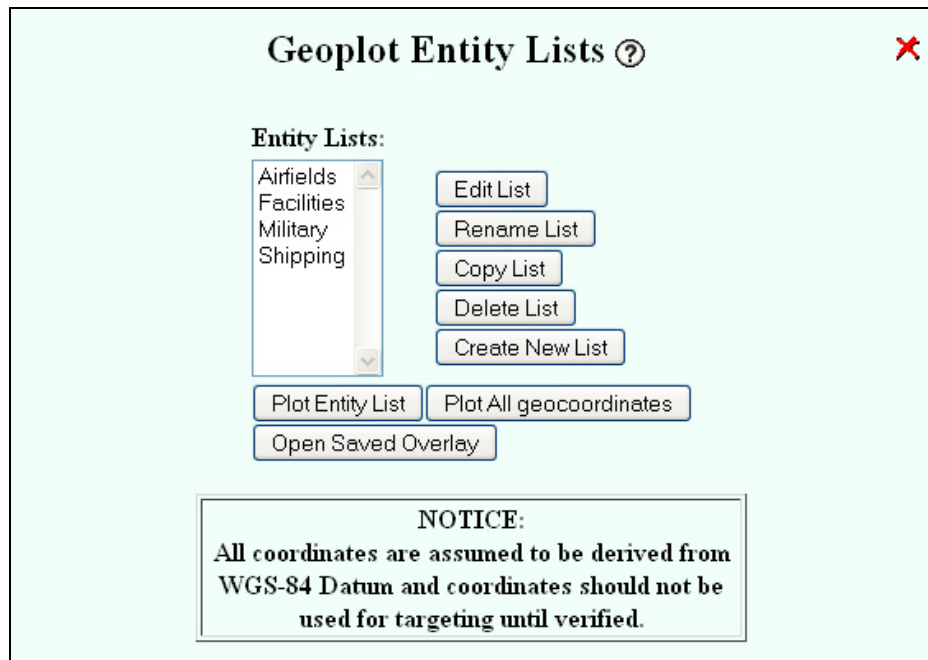 Geoplot Entity Lists ?
Entity Lists:
Airfields
Facilities
Military
Shipping
Edit List
Rename List
Copy List
Delete List
Create New List
Plot Entity List
Plot All geocoordinates
Open Saved Overlay
NOTICE:
All coordinates are assumed to be derived from
WGS-84 Datum and coordinates should not be
used for targeting until verified.